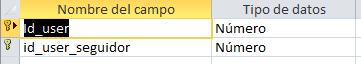 Nombre del campo Tipo de datos
Id_user Número
id_user_seguidor Número